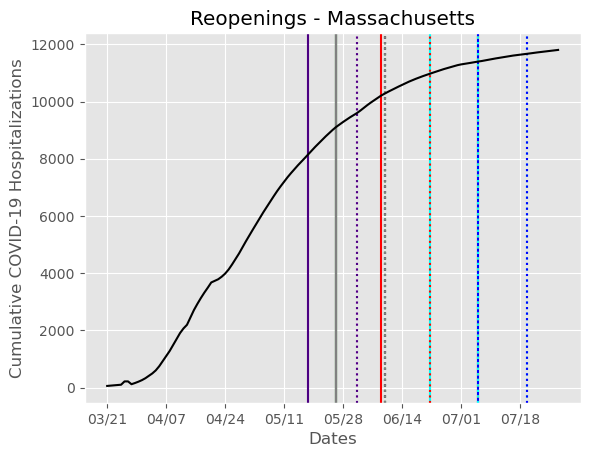 Reopenings - Massachusetts
Cumulative COVID-19 Hospitalizations
12000
10000
8000
6000
4000
2000
0
03/21 04/07 04/24 05/11 05/28 06/14 07/01 07/18
Dates